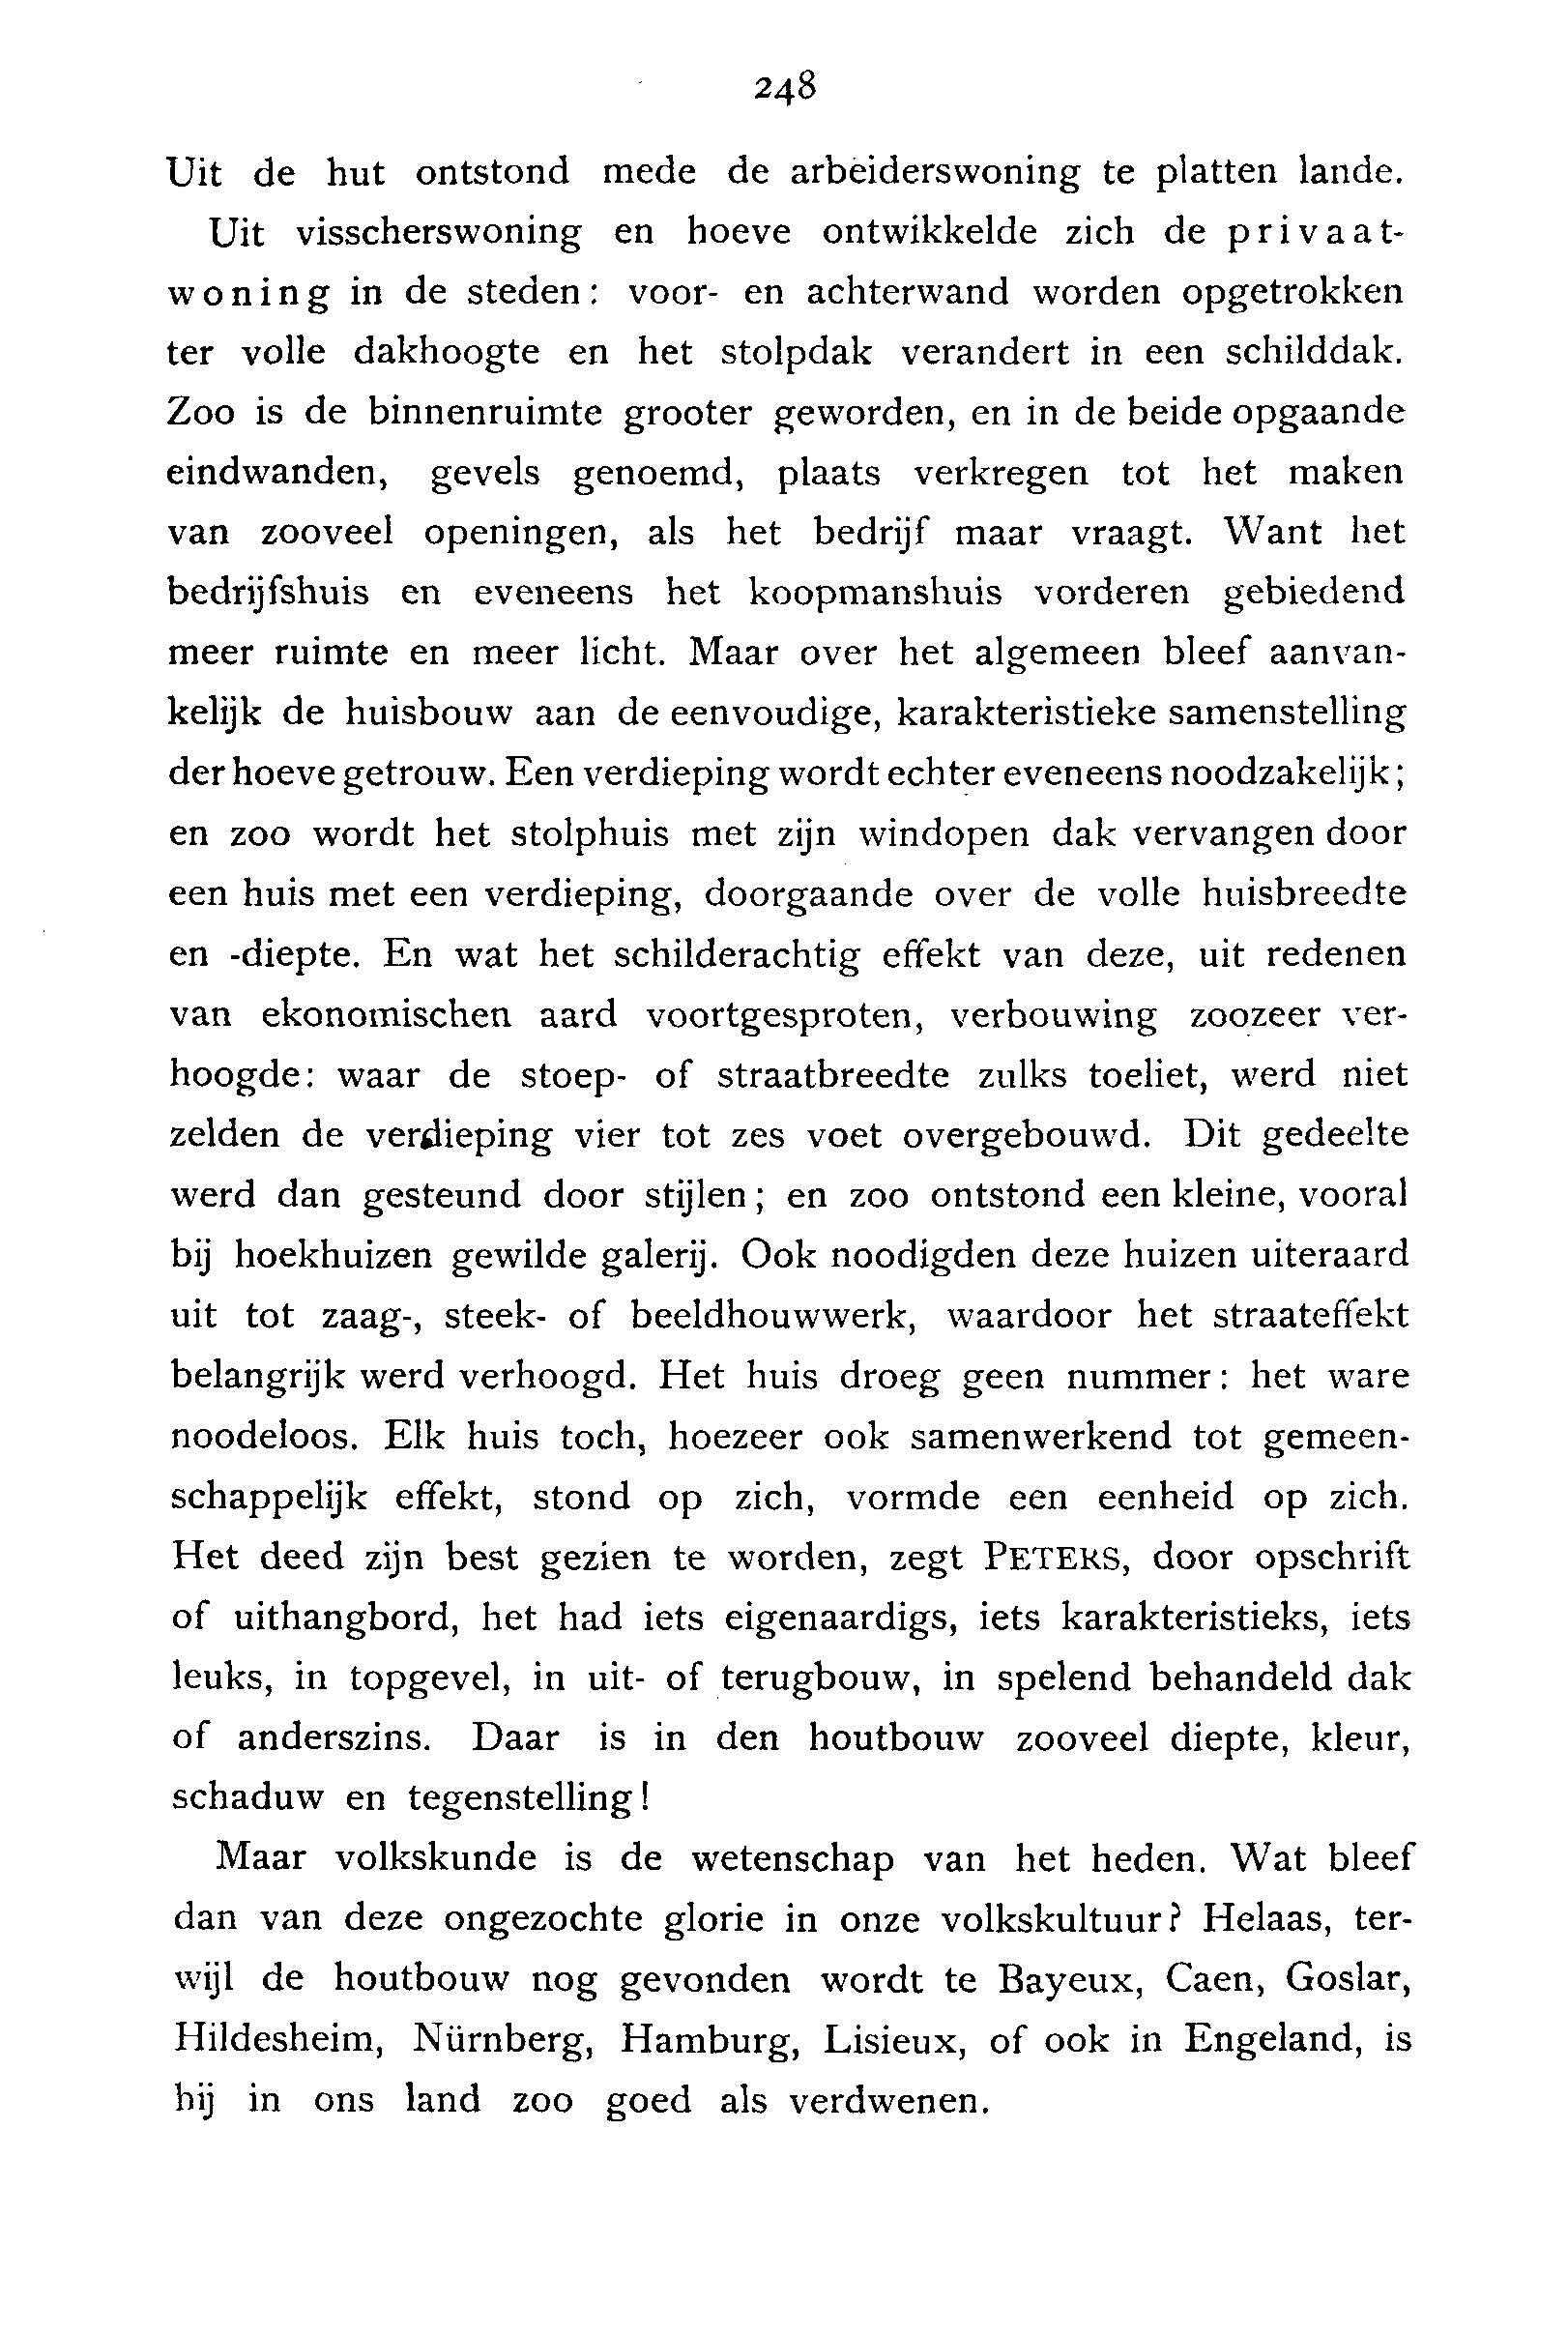 248
Uit de hut ontstond mede de arbeiderswoning te platten lande.
Uit visscherswoning en hoeve ontwikkelde zich de privaat-
woning in de steden: voor- en achterwand worden opgetrokken
ter volle dakhoogte en het stolpdak verandert in een schilddak.
Zoo is de binnenruimte grooter geworden, en in de beide opgaande
eindwanden, gevels genoemd, plaats verkregen tot het maken
van zooveel openingen, als het bedrijf maar vraagt. Want het
bedrijfshuis en eveneens het koopmanshuis vorderen gebiedend
meer ruimte en meer licht. Maar over het algemeen bleef aanvan-
kelijk de huisbouw aan de eenvoudige, karakteristieke samenstelling
der hoeve getrouw. Een verdieping wordt echter eveneens noodzakelijk;
en zoo wordt het stolphuis met zijn windopen dak vervangen door
een huis met een verdieping, doorgaande over de volle huisbreedte
en -diepte. En wat het schilderachtig effekt van deze, uit redenen
van ekonomischen aard voortgesproten, verbouwing zoozeer ver-
hoogde: waar de stoep- of straatbreedte zulks toeliet, werd niet
zelden de verdieping vier tot zes voet overgebouwd. Dit gedeelte
werd dan gesteund door stijlen; en zoo ontstond een kleine, vooral
bij hoekhuizen gewilde galerij. Ook noodigden deze huizen uiteraard
uit tot zaag-, steek- of beeldhouwwerk, waardoor het straateffekt
belangrijk werd verhoogd. Het huis droeg geen nummer: het ware
noodeloos. Elk huis toch, hoezeer ook samenwerkend tot gemeen-
schappelijk effekt, stond op zich, vormde een eenheid op zich.
Het deed zijn best gezien te worden, zegt PETERS, door opschrift
of uithangbord, het had iets eigenaardigs, iets karakteristieks, iets
leuks, in topgevel, in uit- of terugbouw, in spelend behandeld dak
of anderszins. Daar is in den houtbouw zooveel diepte, kleur,
schaduw en tegenstelling!
Maar volkskunde is de wetenschap van het heden. Wat bleef
dan van deze ongezochte glorie in onze volkskultuur? Helaas, ter-
wijl de houtbouw nog gevonden wordt te Bayeux, Caen, Goslar,
Hildesheim, Nürnberg, Hamburg, Lisieux, of ook in Engeland, is
hij in ons land zoo goed als verdwenen.